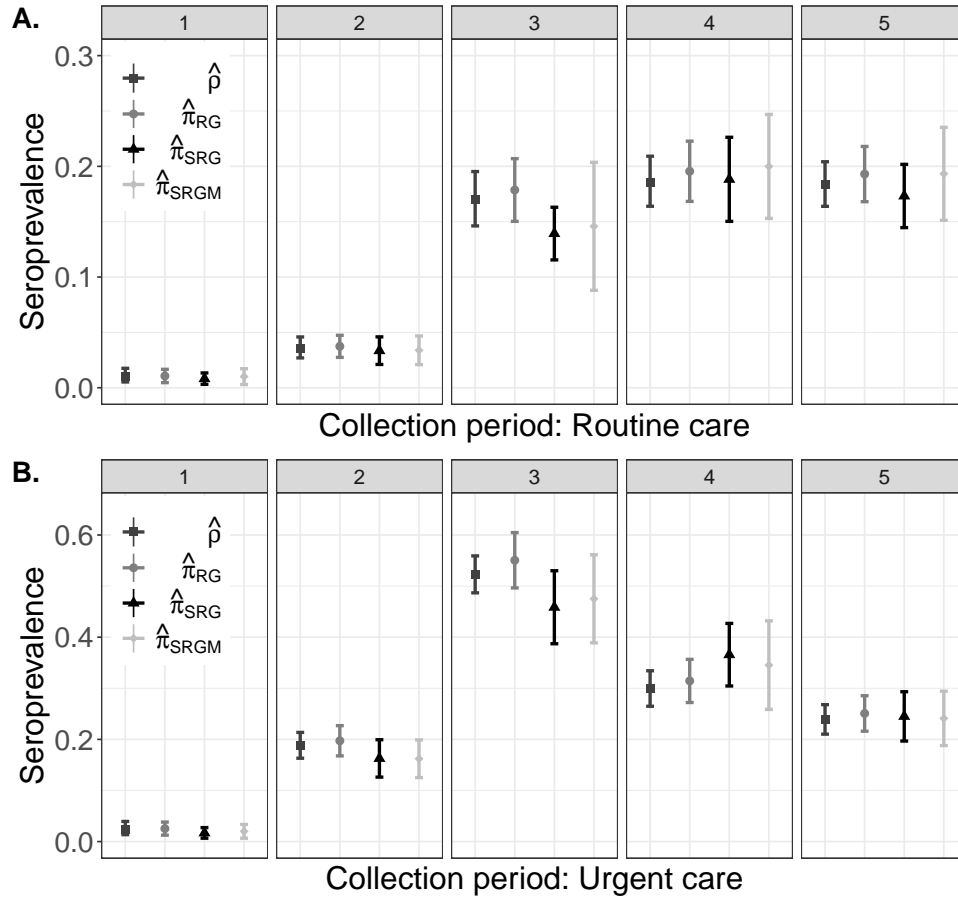 A.
1 2 3 4 5
0.3
0.2
0.1
0.0
Seroprevalence
ρ̂
π̂RG
π̂SRG
π̂SRGM
Collection period: Routine care
B.
1 2 3 4 5
0.6
0.4
0.2
0.0
Seroprevalence
ρ̂
π̂RG
π̂SRG
π̂SRGM
Collection period: Urgent care